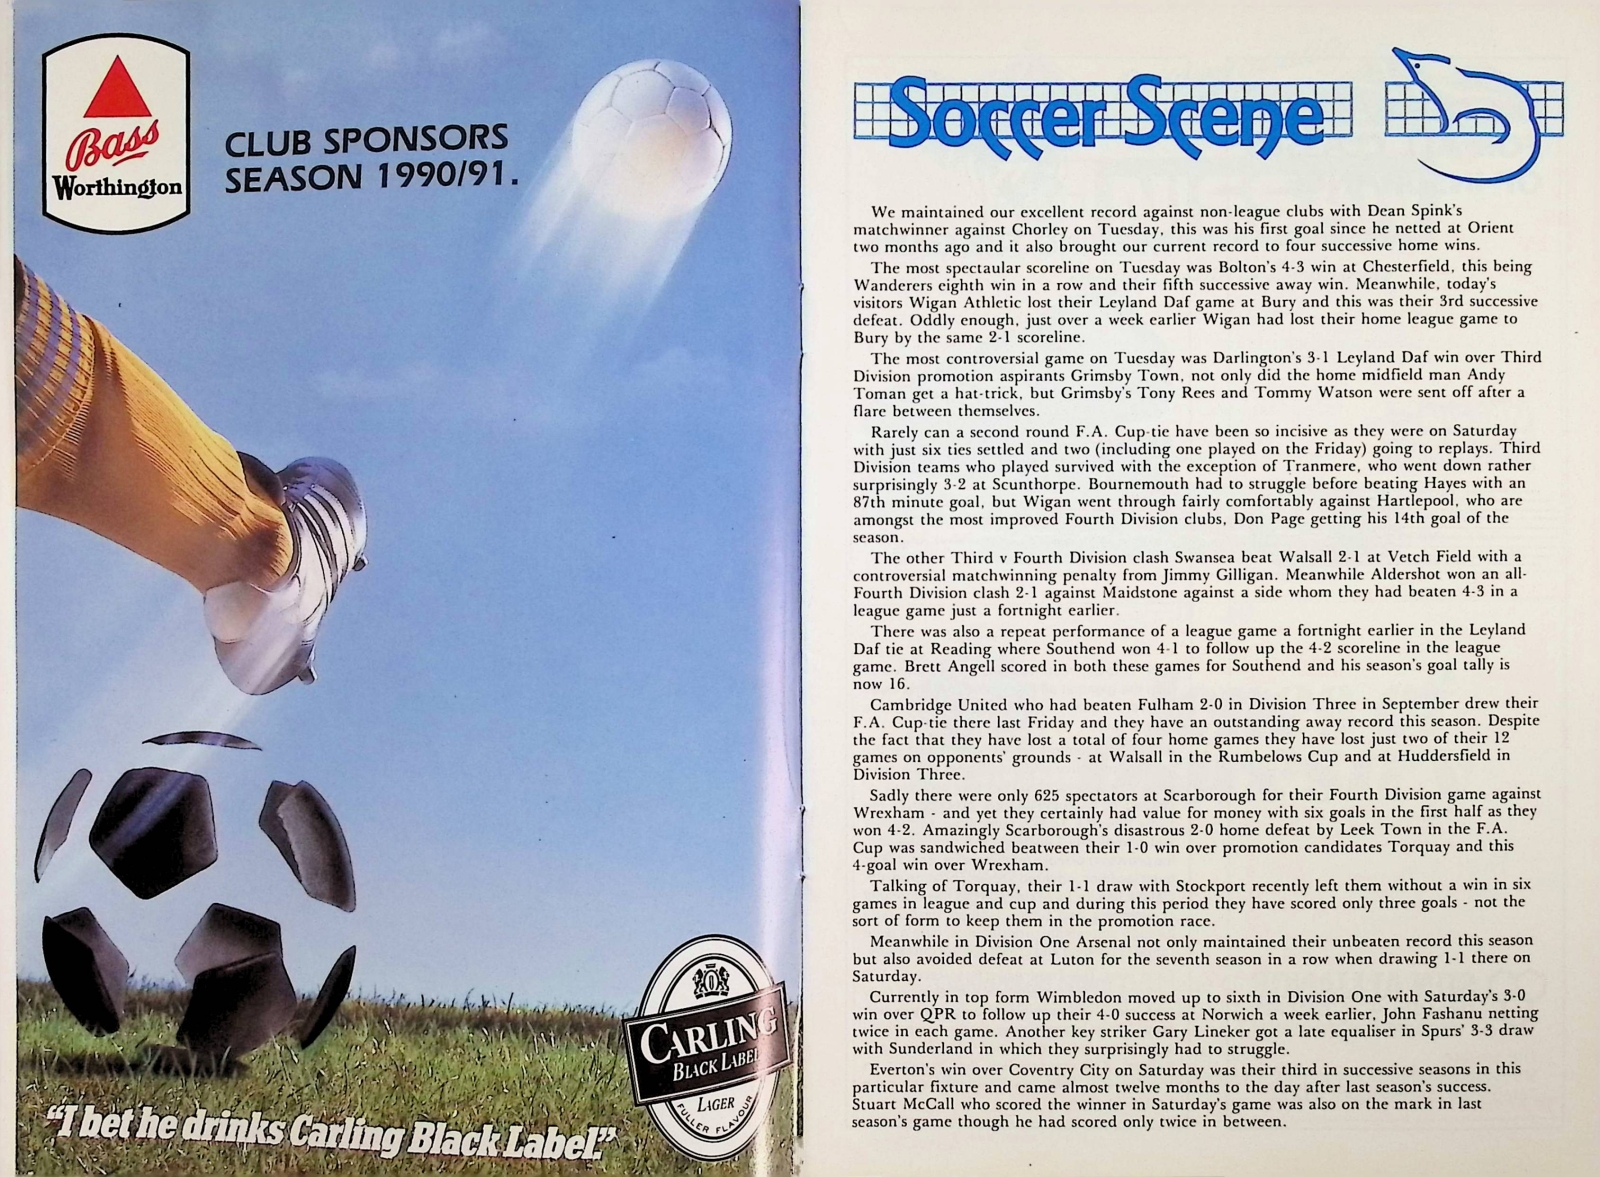 Bass
Worthington
CLUB SPONSORS
SEASON 1990/91.
CARLING
BLACK LABEL
LAGER
FULLER FLAVOUR
"I bet he drinks Carling Black Label."
Soccer Scene
We maintained our excellent record against non-league clubs with Dean Spink's
matchwinner against Chorley on Tuesday, this was his first goal since he netted at Orient
two months ago and it also brought our current record to four successive home wins.
The most spectaular scoreline on Tuesday was Bolton's 4-3 win at Chesterfield, this being
Wanderers eighth win in a row and their fifth successive away win. Meanwhile, today's
visitors Wigan Athletic lost their Leyland Daf game at Bury and this was their 3rd successive
defeat. Oddly enough, just over a week earlier Wigan had lost their home league game to
Bury by the same 2-1 scoreline.
The most controversial game on Tuesday was Darlington's 3-1 Leyland Daf win over Third
Division promotion aspirants Grimsby Town, not only did the home midfield man Andy
Toman get a hat-trick, but Grimsby's Tony Rees and Tommy Watson were sent off after a
flare between themselves.
Rarely can a second round F.A. Cup-tie have been so incisive as they were on Saturday
with just six ties settled and two (including one played on the Friday) going to replays. Third
Division teams who played survived with the exception of Tranmere, who went down rather
surprisingly 3-2 at Scunthorpe. Bournemouth had to struggle before beating Hayes with an
87th minute goal, but Wigan went through fairly comfortably against Hartlepool, who are
amongst the most improved Fourth Division clubs, Don Page getting his 14th goal of the
season.
The other Third v Fourth Division clash Swansea beat Walsall 2-1 at Vetch Field with a
controversial matchwinning penalty from Jimmy Gilligan. Meanwhile Aldershot won an all-
Fourth Division clash 2-1 against Maidstone against a side whom they had beaten 4-3 in a
league game just a fortnight earlier.
There was also a repeat performance of a league game a fortnight earlier in the Leyland
Daf tie at Reading where Southend won 4-1 to follow up the 4-2 scoreline in the league
game. Brett Angell scored in both these games for Southend and his season's goal tally is
now 16.
Cambridge United who had beaten Fulham 2-0 in Division Three in September drew their
F.A. Cup-tie there last Friday and they have an outstanding away record this season. Despite
the fact that they have lost a total of four home games they have lost just two of their 12
games on opponents' grounds - at Walsall in the Rumbelows Cup and at Huddersfield in
Division Three.
Sadly there were only 625 spectators at Scarborough for their Fourth Division game against
Wrexham - and yet they certainly had value for money with six goals in the first half as they
won 4-2. Amazingly Scarborough's disastrous 2-0 home defeat by Leek Town in the F.A.
Cup was sandwiched beatween their 1-0 win over promotion candidates Torquay and this
4-goal win over Wrexham.
Talking of Torquay, their 1-1 draw with Stockport recently left them without a win in six
games in league and cup and during this period they have scored only three goals - not the
sort of form to keep them in the promotion race.
Meanwhile in Division One Arsenal not only maintained their unbeaten record this season
but also avoided defeat at Luton for the seventh season in a row when drawing 1-1 there on
Saturday.
Currently in top form Wimbledon moved up to sixth in Division One with Saturday's 3-0
win over QPR to follow up their 4-0 success at Norwich a week earlier, John Fashanu netting
twice in each game. Another key striker Gary Lineker got a late equaliser in Spurs' 3-3 draw
with Sunderland in which they surprisingly had to struggle.
Everton's win over Coventry City on Saturday was their third in successive seasons in this
particular fixture and came almost twelve months to the day after last season's success.
Stuart McCall who scored the winner in Saturday's game was also on the mark in last
season's game though he had scored only twice in between.